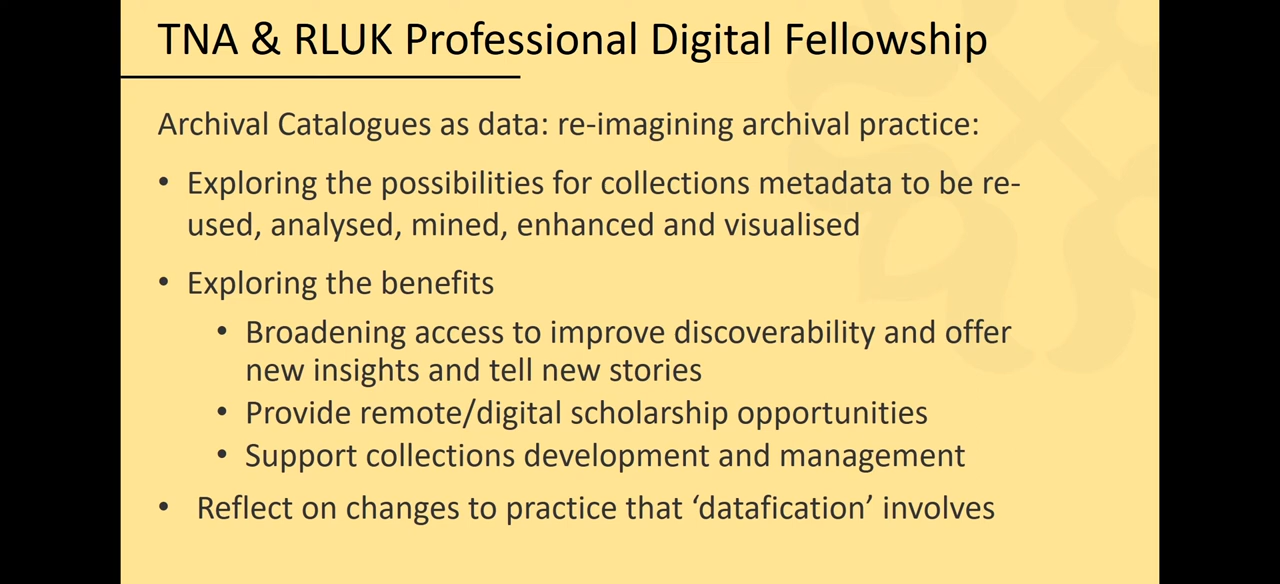 TNA & RLUK Professional Digital Fellowship
Archival Catalogues as data: re-imagining archival practice:
• Exploring the possibilities for collections metadata to be re-
used, analysed, mined, enhanced and visualised
• Exploring the benefits
• Broadening access to improve discoverability and offer
new insights and tell new stories
• Provide remote/digital scholarship opportunities
• Support collections development and management
• Reflect on changes to practice that ‘datafication’ involves